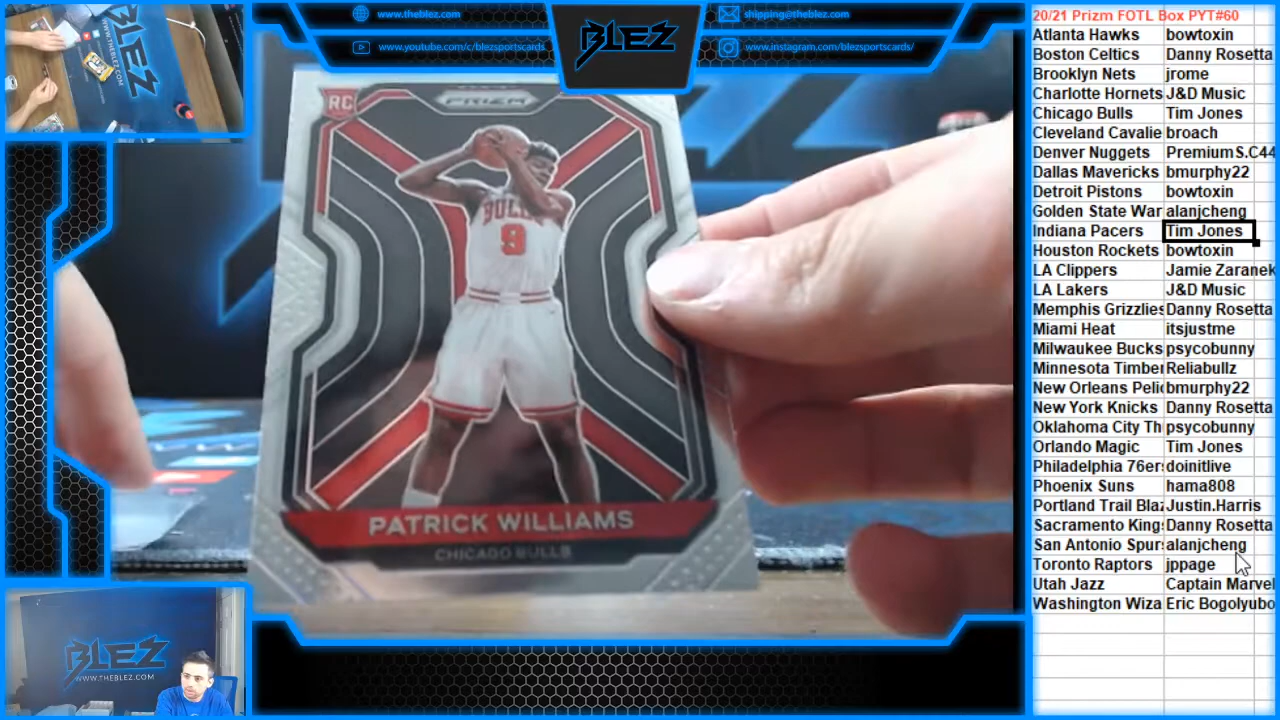 www.theblez.com
www.youtube.com/c/blezsportscards
BLEZ
shipping@theblez.com
www.instagram.com/blezsportscards/
BLEZ
WWW.THEBLEZ.COM
RC
PRIZM
BULLS
9
PATRICK WILLIAMS
CHICAGO BULLS
BLEZ
WWW.THEBLEZ.COM
20/21 Prizm FOTL Box PYT#60
Atlanta Hawks bowtoxin
Boston Celtics Danny Rosetta
Brooklyn Nets jrome
Charlotte Hornets J&D Music
Chicago Bulls Tim Jones
Cleveland Cavalie broach
Denver Nuggets PremiumS.C44
Dallas Mavericks bmurphy22
Detroit Pistons bowtoxin
Golden State War alanjcheng
Indiana Pacers Tim Jones
Houston Rockets bowtoxin
LA Clippers Jamie Zaranek
LA Lakers J&D Music
Memphis Grizzlies Danny Rosetta
Miami Heat itsjustme
Milwaukee Bucks psycobunny
Minnesota Timber Reliabullz
New Orleans Peli bmurphy22
New York Knicks Danny Rosetta
Oklahoma City Th psycobunny
Orlando Magic Tim Jones
Philadelphia 76ers doinitlive
Phoenix Suns hama808
Portland Trail Blaz Justin.Harris
Sacramento Kings Danny Rosetta
San Antonio Spurs alanjcheng
Toronto Raptors jppage
Utah Jazz Captain Marvel
Washington Wiza Eric Bogolyubo